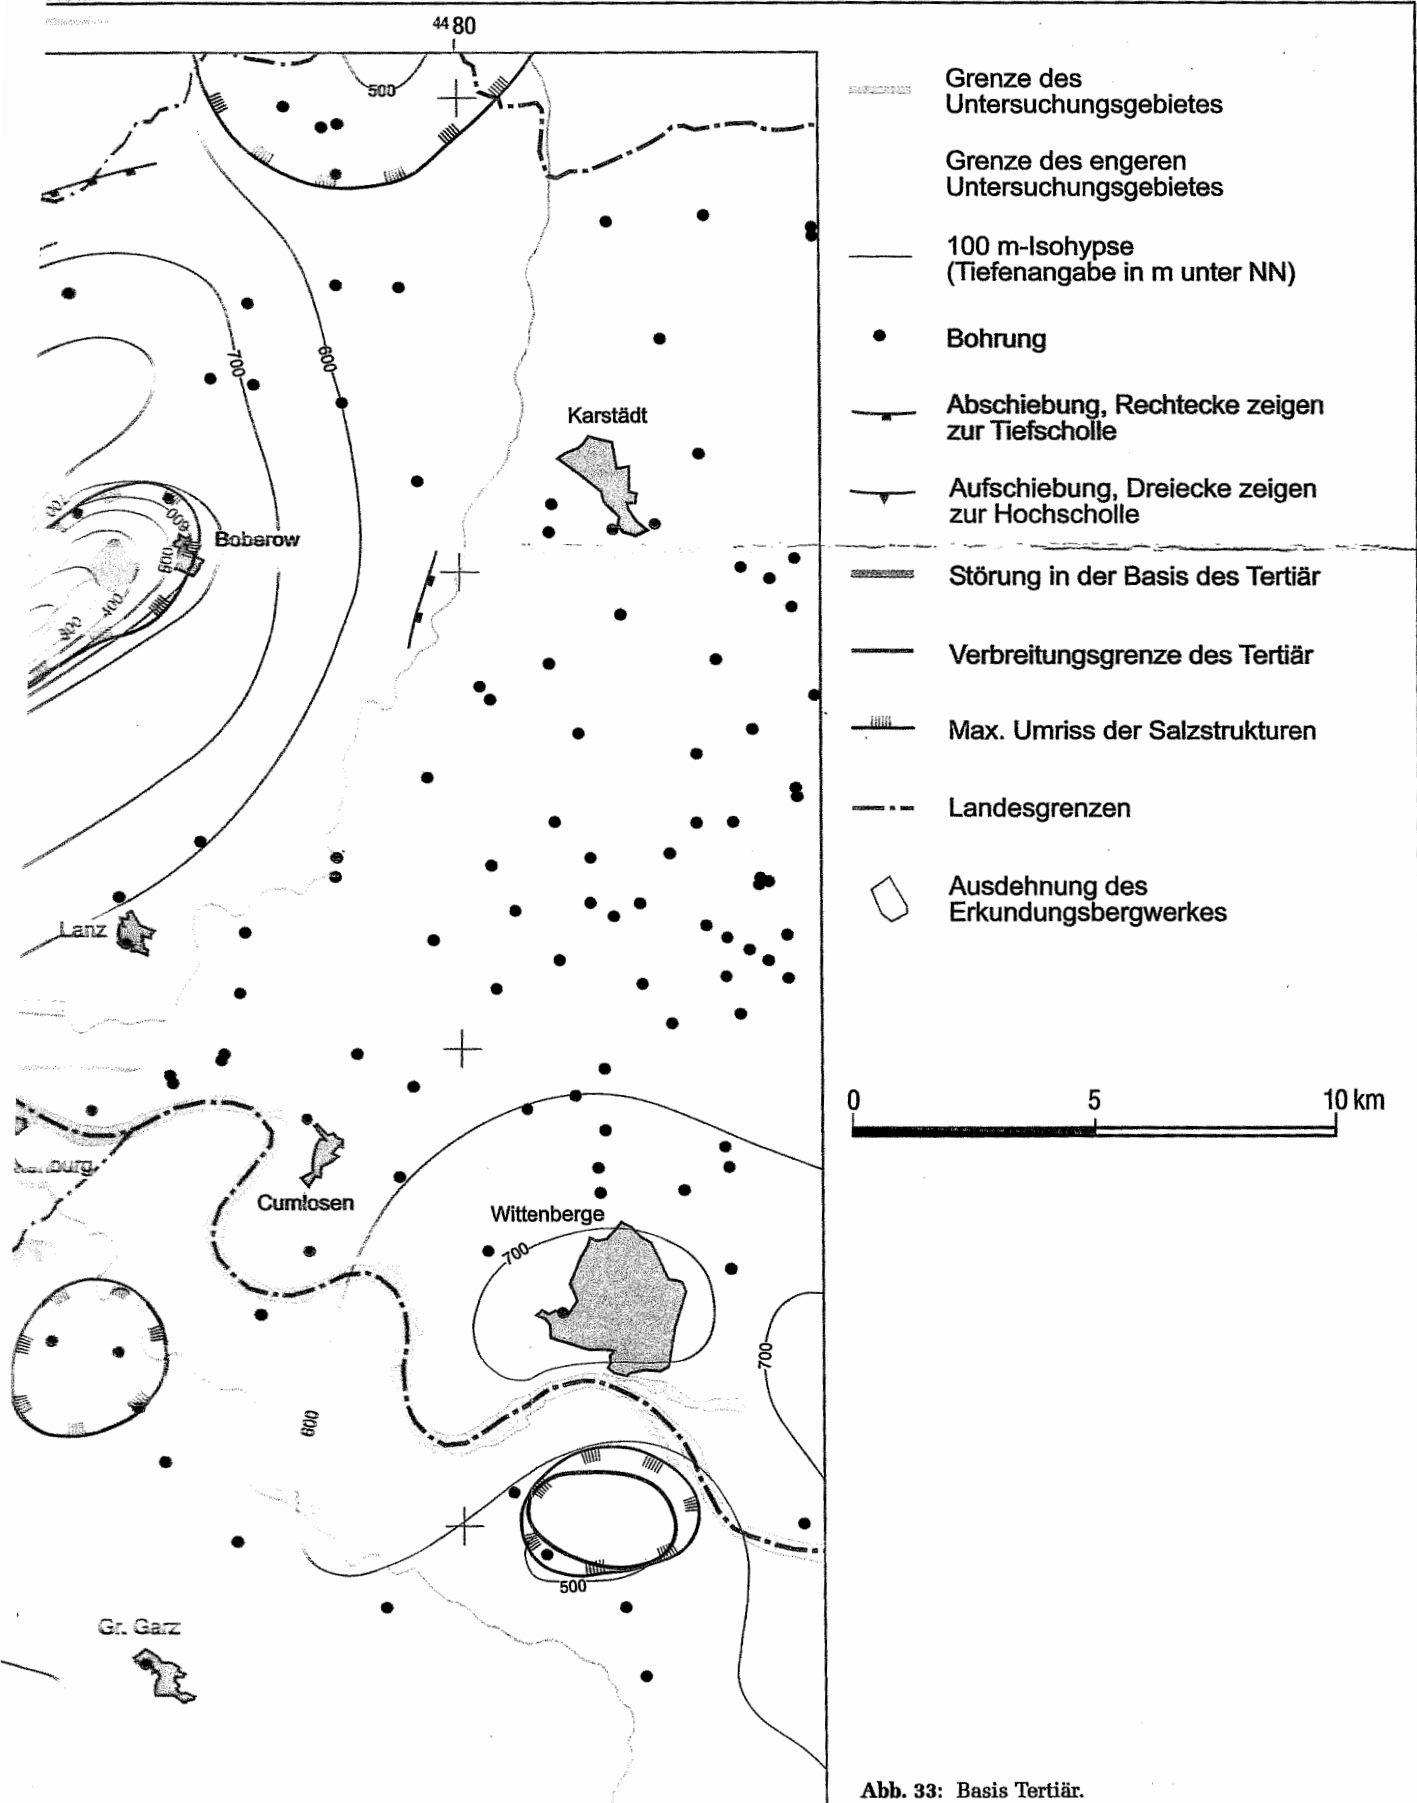 44 80
500
700
600
Karstädt
600
Boberow
600
400
Lanz
Cumlosen
Wittenberge
700
700
600
500
Gr. Garz
Grenze des
Untersuchungsgebietes
Grenze des engeren
Untersuchungsgebietes
100 m-Isohypse
(Tiefenangabe in m unter NN)
Bohrung
Abschiebung, Rechtecke zeigen
zur Tiefscholle
Aufschiebung, Dreiecke zeigen
zur Hochscholle
Störung in der Basis des Tertiär
Verbreitungsgrenze des Tertiär
Max. Umriss der Salzstrukturen
Landesgrenzen
Ausdehnung des
Erkundungsbergwerkes
0 5 10 km
Abb. 33: Basis Tertiär.